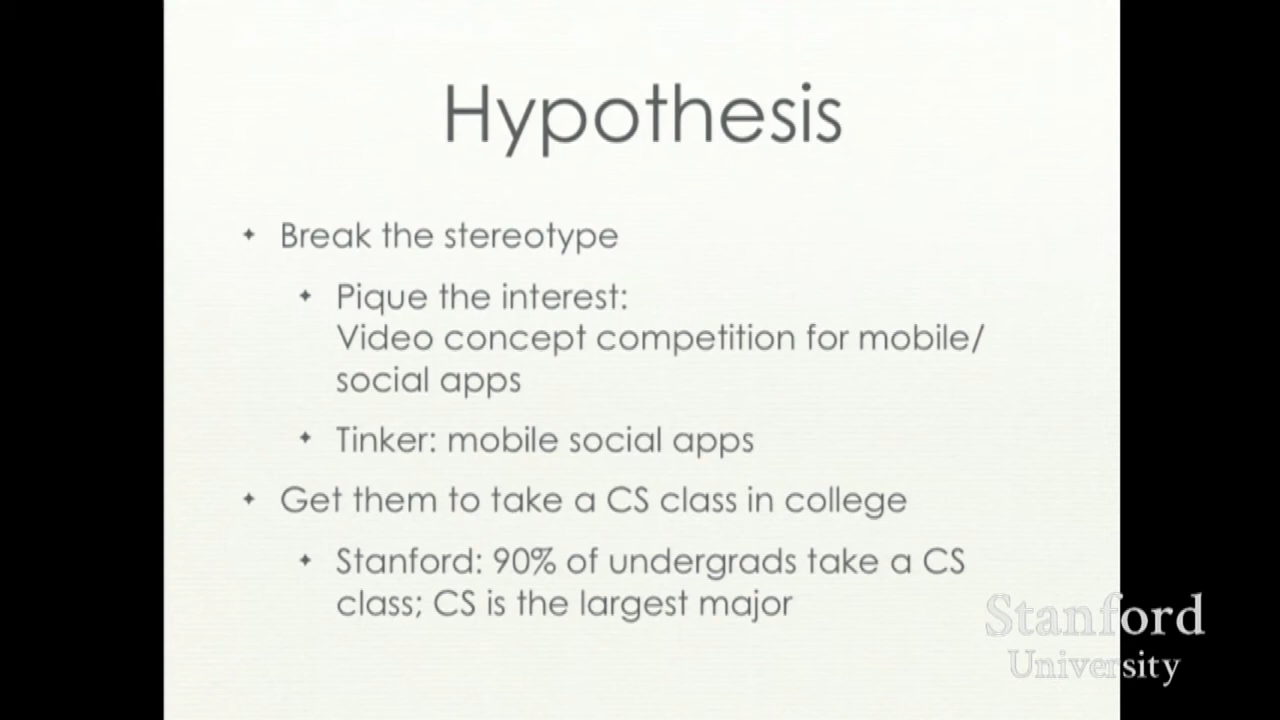 Hypothesis
✦ Break the stereotype
✦ Pique the interest:
Video concept competition for mobile/
social apps
✦ Tinker: mobile social apps
✦ Get them to take a CS class in college
✦ Stanford: 90% of undergrads take a CS
class; CS is the largest major
Stanford
University